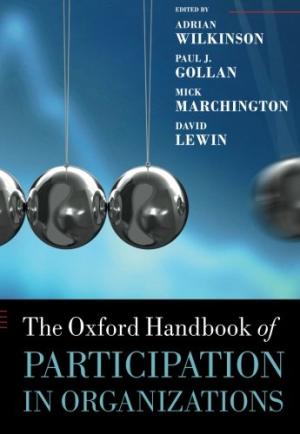 EDITED BY
ADRIAN
WILKINSON
PAUL J.
GOLLAN
MICK
MARCHINGTON
DAVID
LEWIN
The Oxford Handbook of
PARTICIPATION
IN ORGANIZATIONS